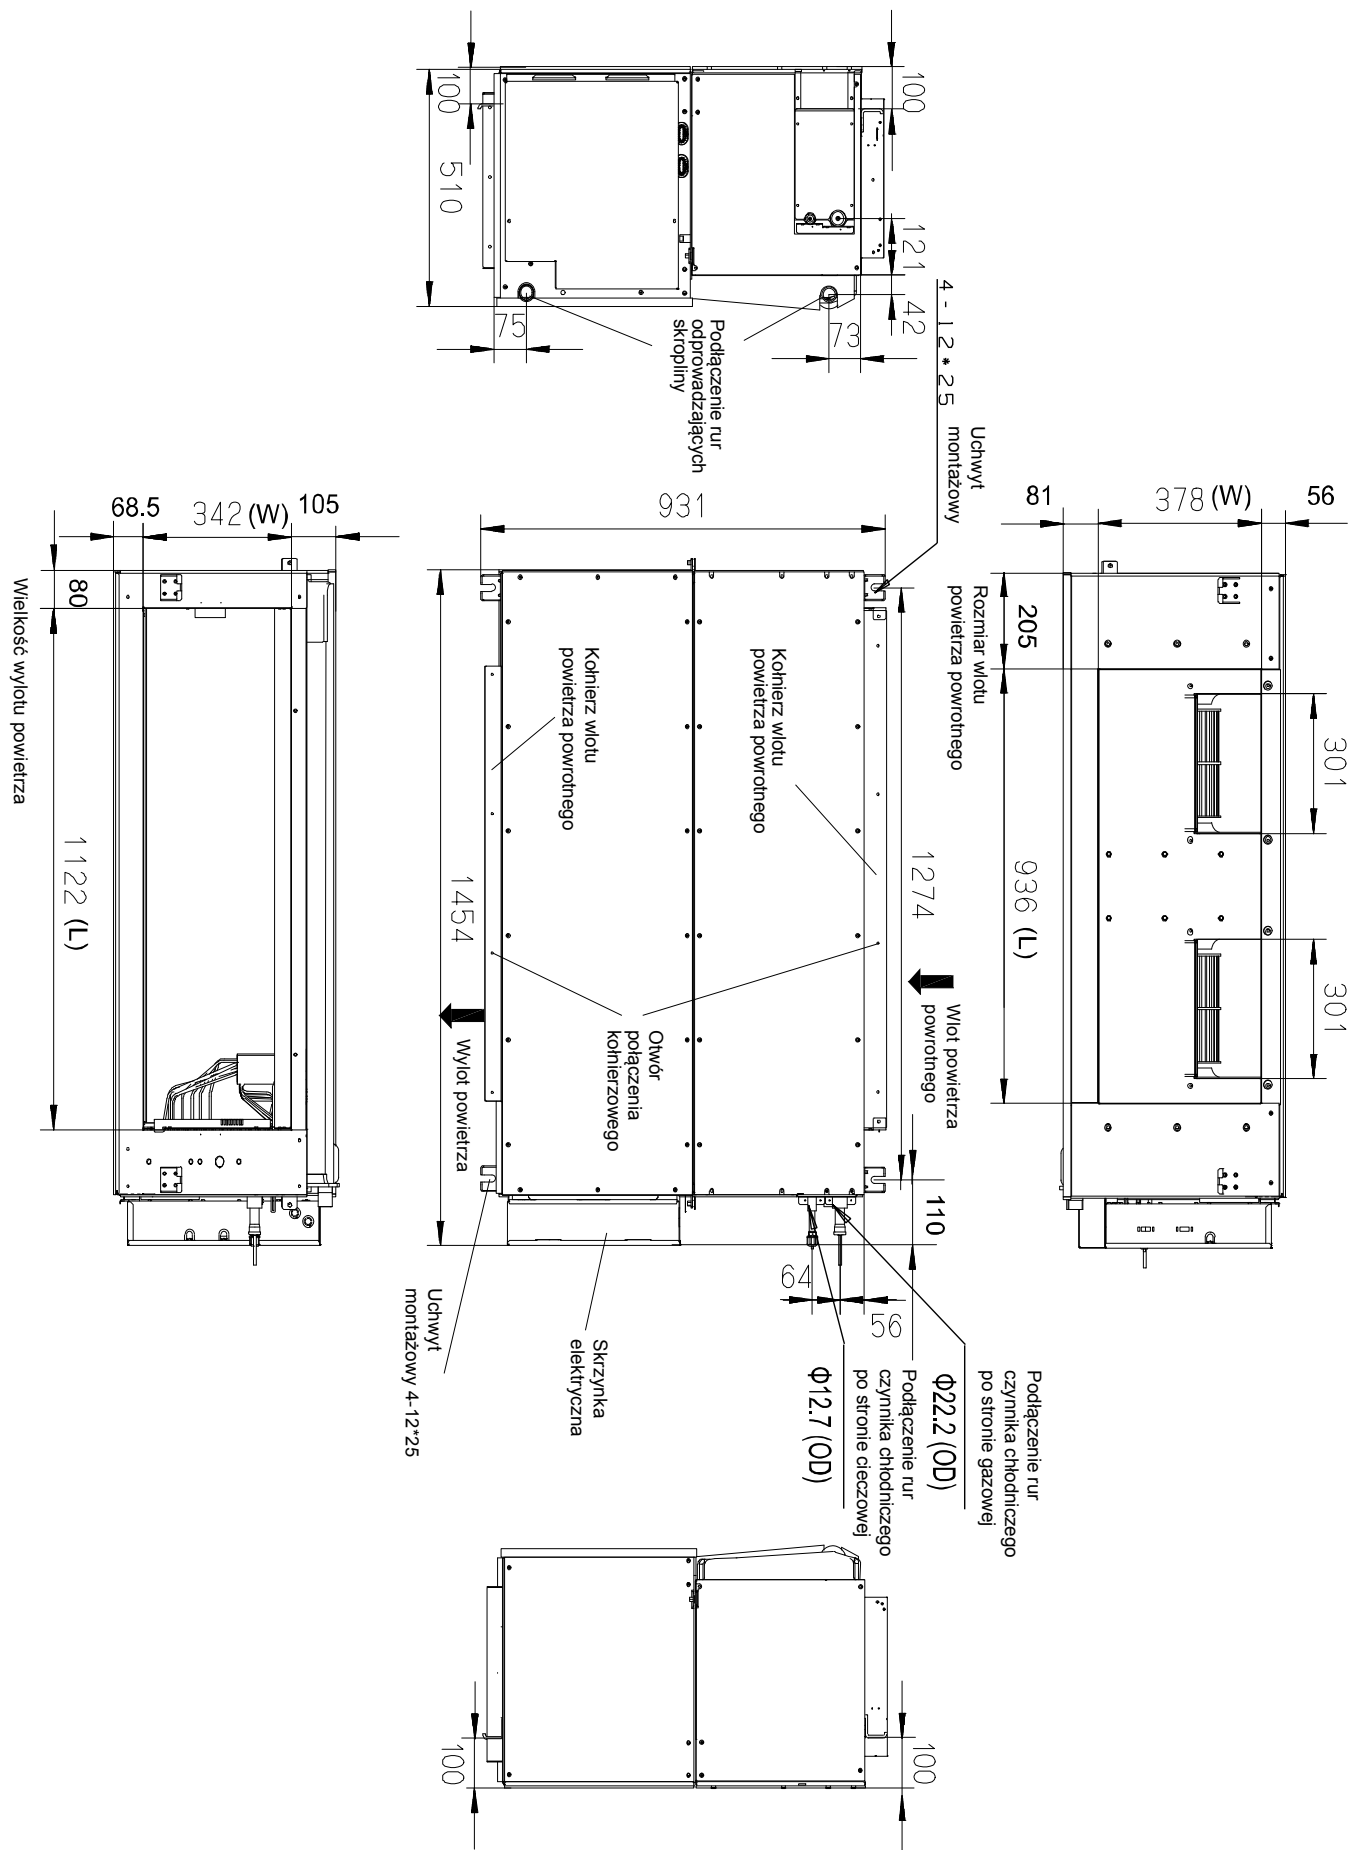 100
510
100
121
42
75
73
Podłączenie rur
odprowadzających
skropliny
4-12*25
Uchwyt
montażowy
68.5
342 (W)
105
80
1122 (L)
Wielkość wylotu powietrza
931
1454
1274
Kołnierz wlotu
powietrza powrotnego
Kołnierz wlotu
powietrza powrotnego
Otwór
połączenia
kołnierzowego
Wylot powietrza
Wlot powietrza
powrotnego
110
64
56
Uchwyt
montażowy 4-12*25
Skrzynka
elektryczna
Φ12.7 (OD)
Podłączenie rur
czynnika chłodniczego
po stronie cieczowej
Φ22.2 (OD)
Podłączenie rur
czynnika chłodniczego
po stronie gazowej
81
378 (W)
56
Rozmiar wlotu
powietrza powrotnego
205
936 (L)
301
301
100
100